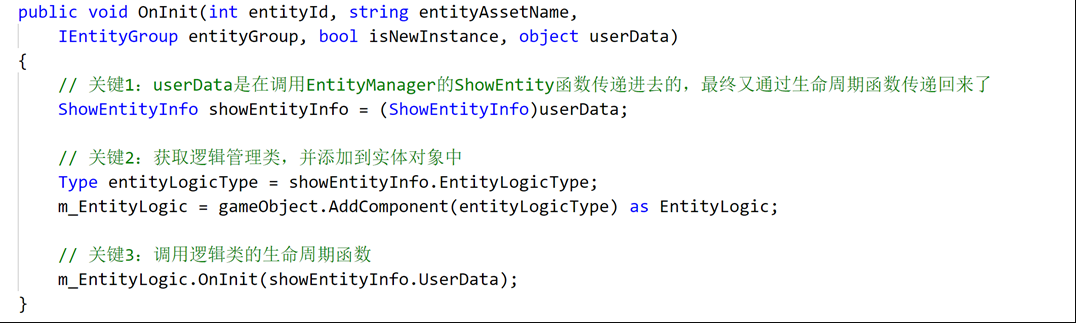 public void OnInit(int entityId, string entityAssetName,
IEntityGroup entityGroup, bool isNewInstance, object userData)
{
// 关键1：userData是在调用EntityManager的ShowEntity函数传递进去的，最终又通过生命周期函数传递回来了
ShowEntityInfo showEntityInfo = (ShowEntityInfo)userData;
// 关键2：获取逻辑管理类，并添加到实体对象中
Type entityLogicType = showEntityInfo.EntityLogicType;
m_EntityLogic = gameObject.AddComponent(entityLogicType) as EntityLogic;
// 关键3：调用逻辑类的生命周期函数
m_EntityLogic.OnInit(showEntityInfo.UserData);
}